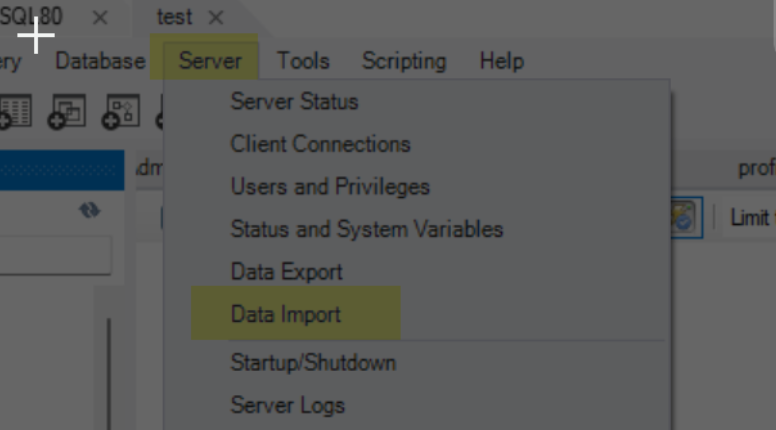 SQL80 × test ×
ery Database Server Tools Scripting Help
Server Status
Client Connections
dm prof
Users and Privileges
Limit
Status and System Variables
Data Export
Data Import
Startup/Shutdown
Server Logs